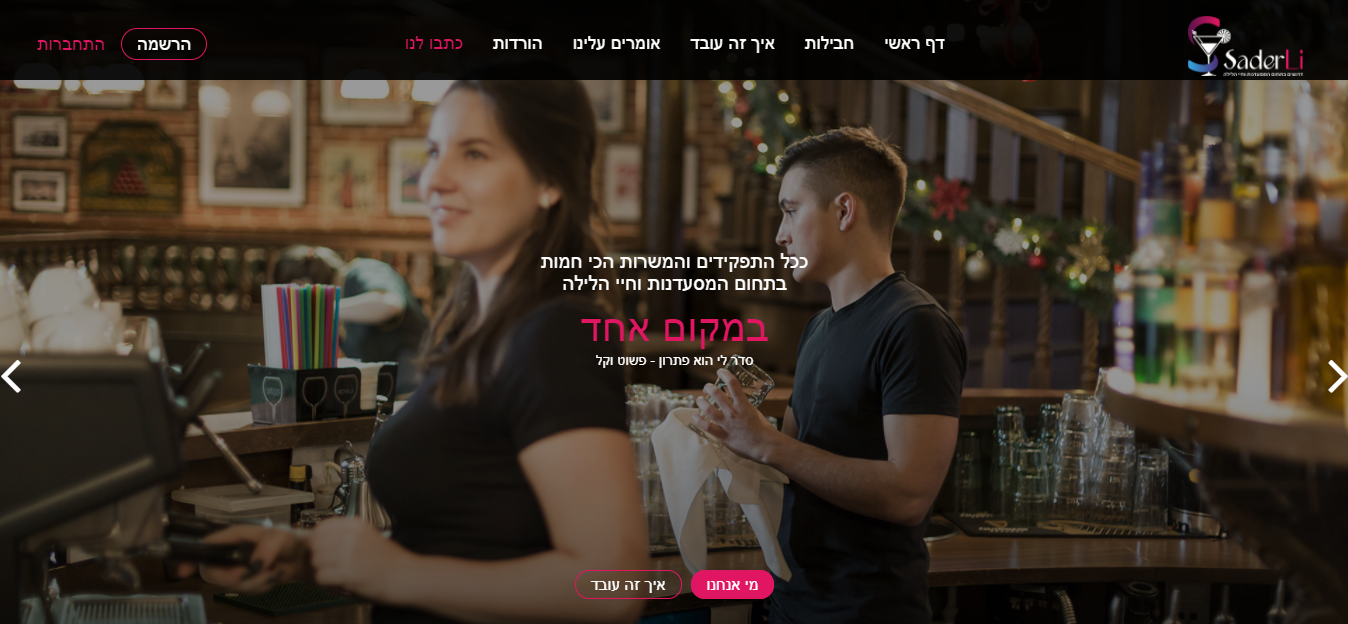 SaderLi
דף ראשי
חבילות
איך זה עובד
אומרים עלינו
הורדות
כתבו לנו
הרשמה
התחברות
ככל התפקידים והמשרות הכי חמות
בתחום המסעדנות וחיי הלילה
במקום אחד
סדר לי הוא פתרון - פשוט וקל
מי אנחנו
איך זה עובד